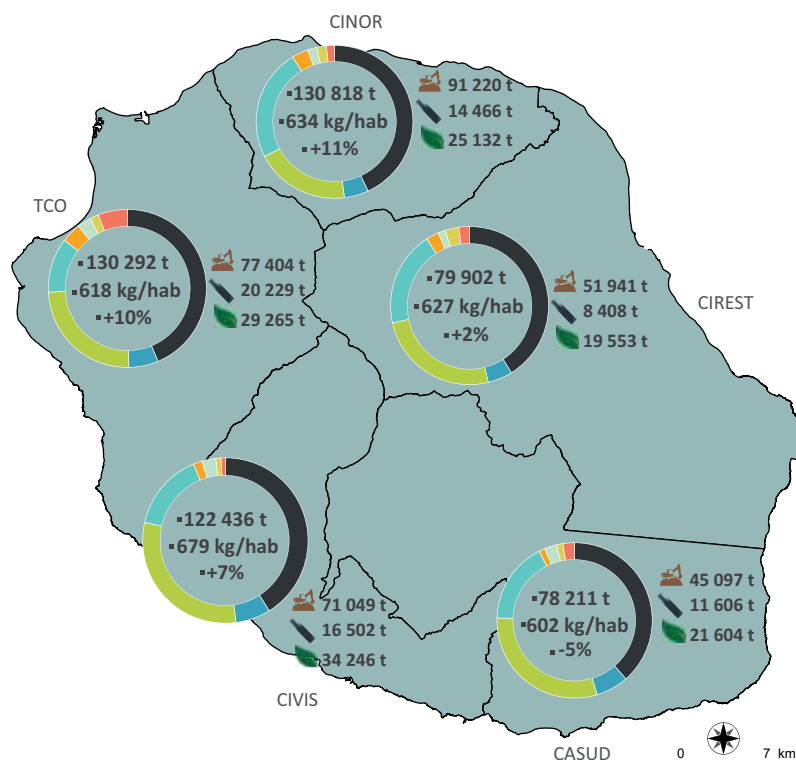 CINOR
▪130 818 t
▪634 kg/hab
▪+11%
91 220 t
14 466 t
25 132 t
TCO
▪130 292 t
▪618 kg/hab
▪+10%
77 404 t
20 229 t
29 265 t
▪79 902 t
▪627 kg/hab
▪+2%
51 941 t
8 408 t
19 553 t
CIREST
▪122 436 t
▪679 kg/hab
▪+7%
71 049 t
16 502 t
34 246 t
CIVIS
▪78 211 t
▪602 kg/hab
▪-5%
45 097 t
11 606 t
21 604 t
CASUD
0 7 km